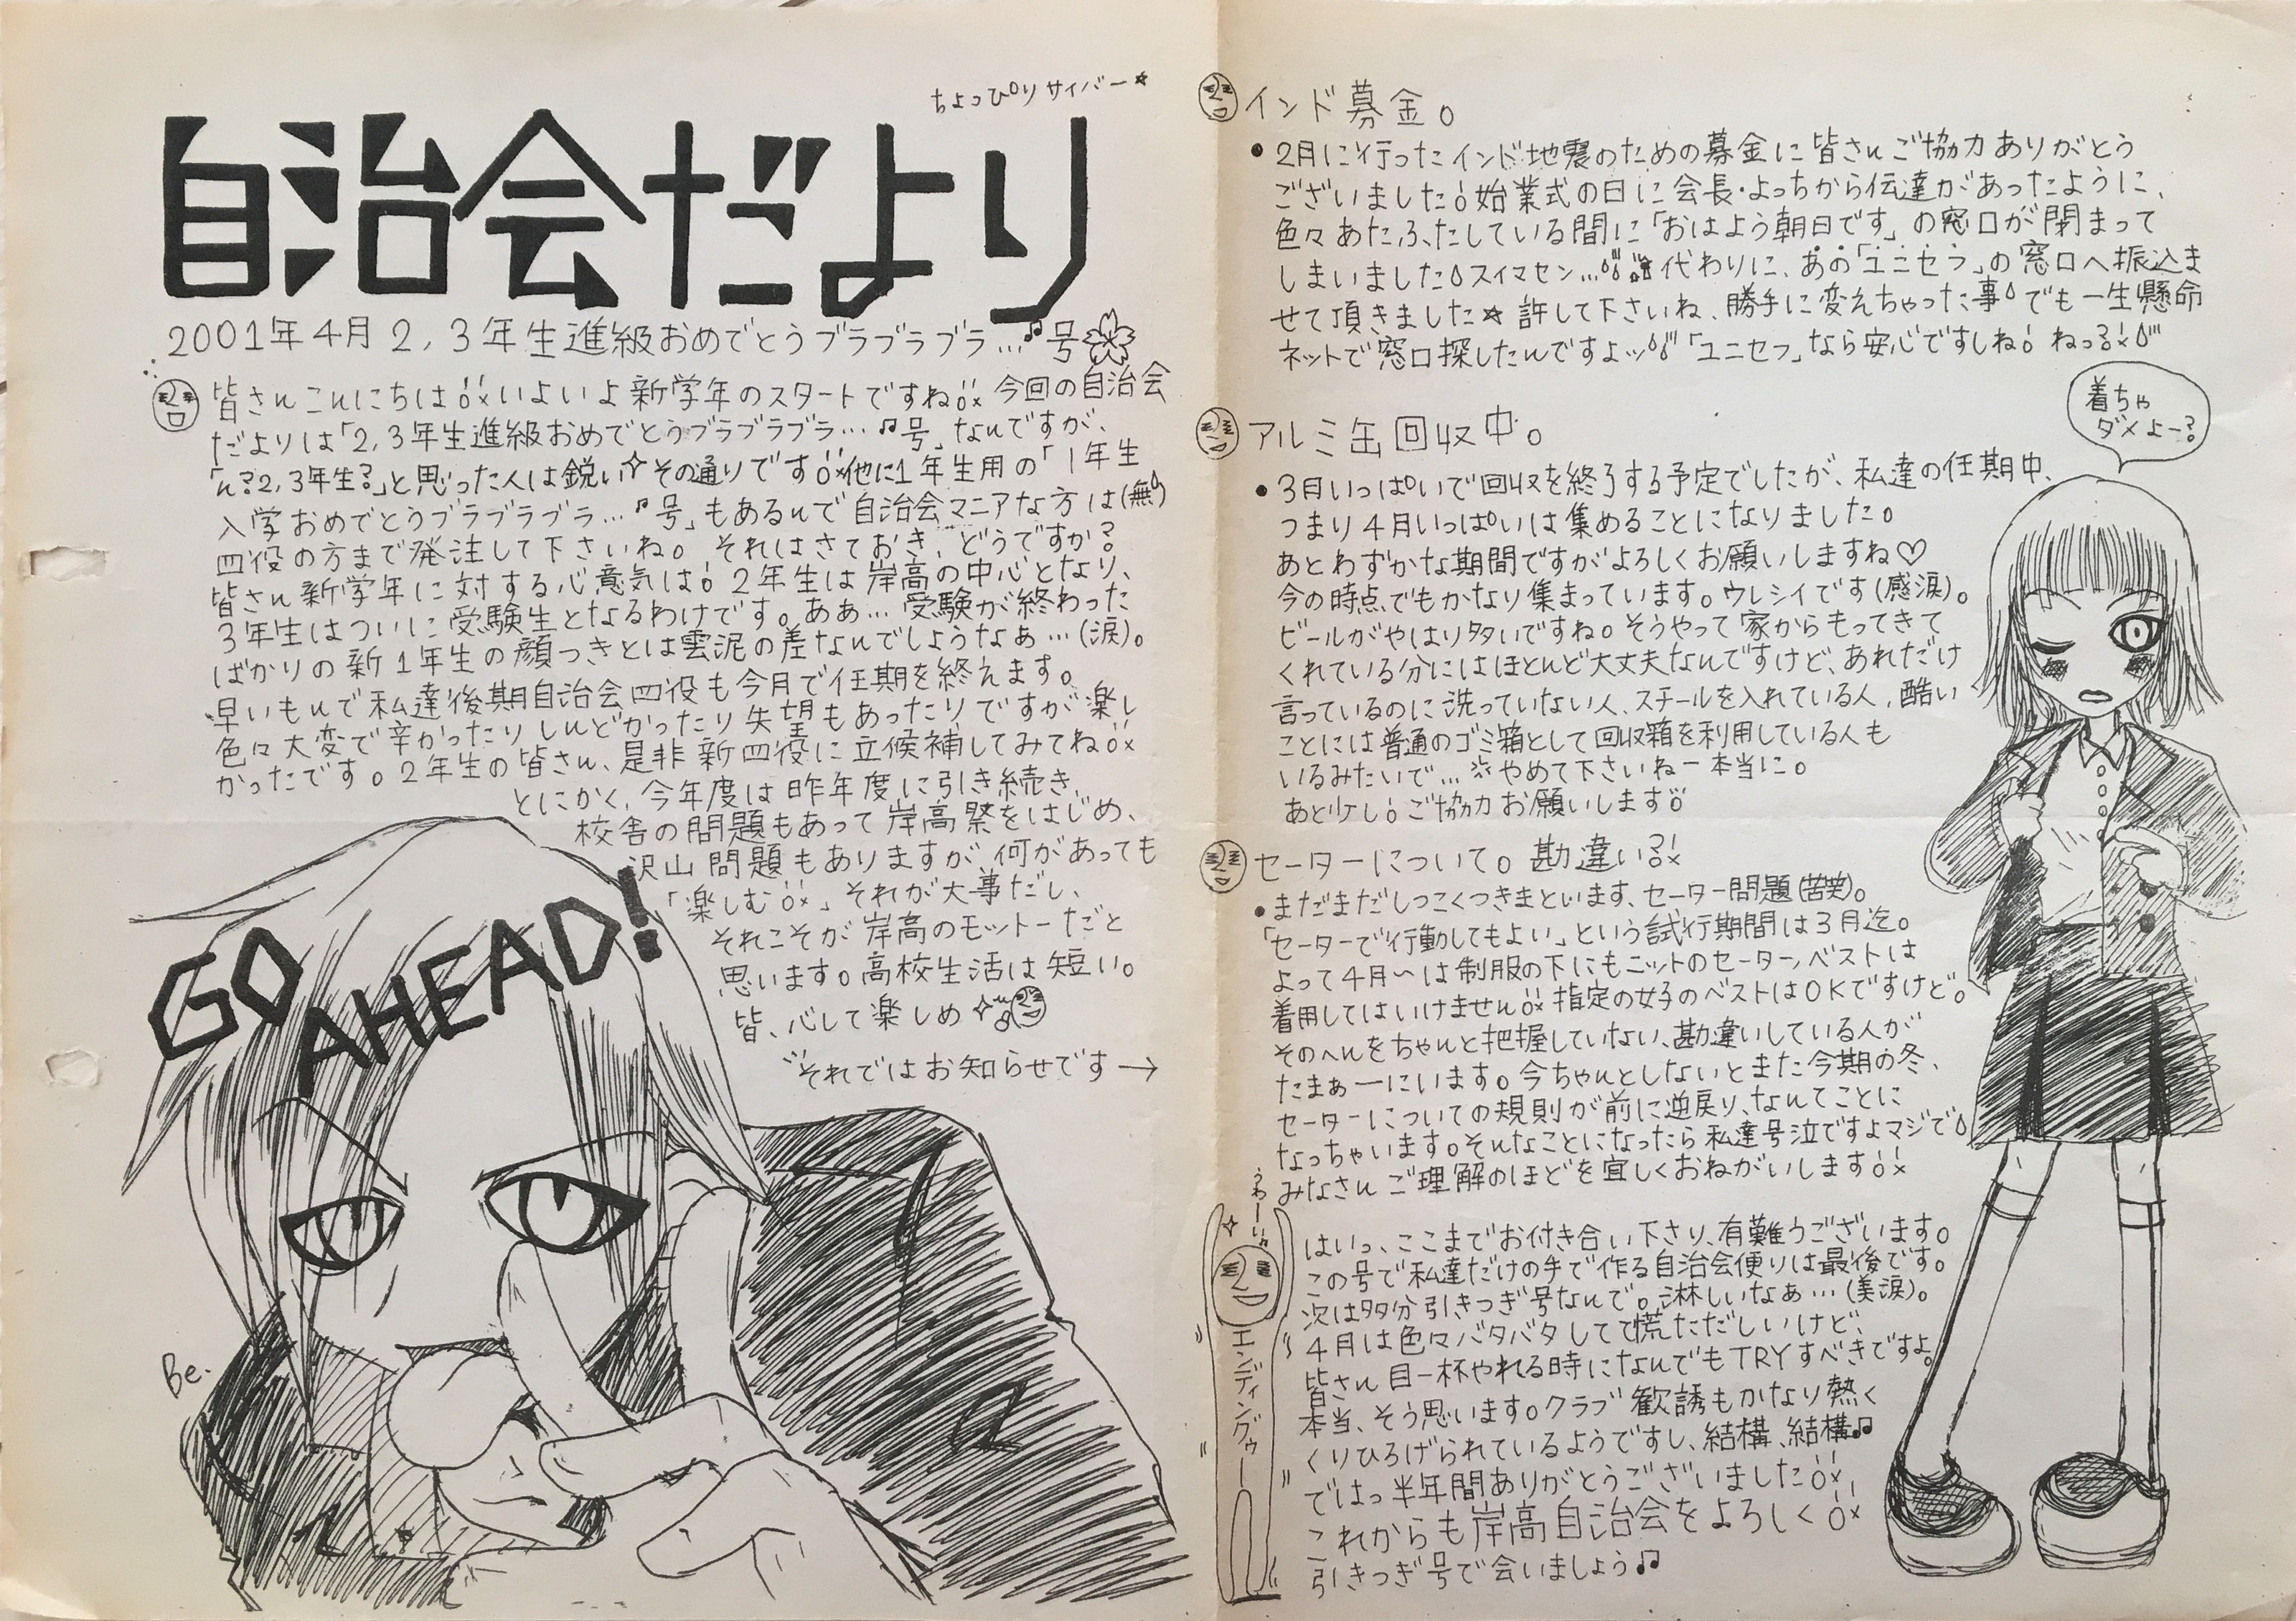 ちょっぴりサイバー☆
自治会だより
2001年4月 2,3年生進級おめでとうブラブラブラ…♫号
皆さんこんにちは!!いよいよ新学年のスタートですね!!今回の自治会
だよりは「2,3年生進級おめでとうブラブラブラ…♫号」なんですが、
「ん?2,3年生?」と思った人は鋭い✧その通りです!!他に1年生用の「1年生
入学おめでとうブラブラブラ…♫号」もあるんで自治会マニアな方は(無)
四役の方まで発注して下さいね。それはさておき、どうですか?
皆さん新学年に対する心意気は!2年生は岸高の中心となり、
3年生はついに受験生となるわけです。あぁ…受験が終わった
ばかりの新1年生の顔つきとは雲泥の差なんでしょうなぁ…(涙)。
早いもんで私達後期自治会四役も今月で任期を終えます。
色々大変で辛かったりしんどかったり失望もあったりですが楽し
かったです。2年生の皆さん、是非新四役に立候補してみてね!!
とにかく、今年度は昨年度に引き続き、
校舎の問題もあって岸高祭をはじめ、
沢山問題もありますが、何があっても
「楽しむ!!」それが大事だし、
それこそが岸高のモットーだと
思います。高校生活は短い。
皆、心して楽しめ✧
それではお知らせです→
GO
AHEAD!
Be.
インド募金。
•2月に行ったインド地震のための募金に皆さんご協力ありがとう
ございました!始業式の日に会長・よっちから伝達があったように、
色々あたふたしている間に「おはよう朝日です」の窓口が閉まって
しまいましたスイマセン…代わりに、あの「ユニセフ」の窓口へ振込ま
せて頂きました☆許して下さいね、勝手に変えちゃった事でも一生懸命
ネットで窓口探したんですよッ「ユニセフ」なら安心ですしね!ねっ?!
アルミ缶回収中。
•3月いっぱいで回収を終了する予定でしたが、私達の任期中、
つまり4月いっぱいは集めることになりました。
あとわずかな期間ですがよろしくお願いしますね♡
今の時点でもかなり集まっています。ウレシイです(感涙)。
ビールがやはり多いですね。そうやって家からもってきて
くれている分にはほとんど大丈夫なんですけど、あれだけ
言っているのに洗っていない人、スチールを入れている人、酷い
ことには普通のゴミ箱として回収箱を利用している人も
いるみたいで…やめて下さいねー本当に。
あと少し!ご協力お願いします!!
着ちゃ
ダメよー?
セーターについて。勘違い?!
•まだまだしつこくつきまといます、セーター問題(苦笑)。
「セーターで行動してもよい」という試行期間は3月迄。
よって4月〜は制服の下にもニットのセーター,ベストは
着用してはいけません!!指定の女子のベストはOKですけど。
そのへんをちゃんと把握していない、勘違いしている人が
たまぁーにいます。今ちゃんとしないとまた今期の冬、
セーターについての規則が前に逆戻り、なんてことに
なっちゃいます。そんなことになったら私達号泣ですよマジで
みなさんご理解のほどを宜しくおねがいします!!
うわーい♫
エンディングゥー
はいっ、ここまでお付き合い下さり、有難うございます。
この号で私達だけの手で作る自治会便りは最後です。
次は多分引きつぎ号なんで。淋しいなぁ…(美涙)。
4月は色々バタバタしてて慌ただしいけど、
皆さん目一杯やれる時になんでもTRYすべきですよ。
本当、そう思います。クラブ歓誘もかなり熱く
くりひろげられているようですし、結構、結構♫
ではっ半年間ありがとうございました!!
これからも岸高自治会をよろしく!!
引きつぎ号で会いましょう♫